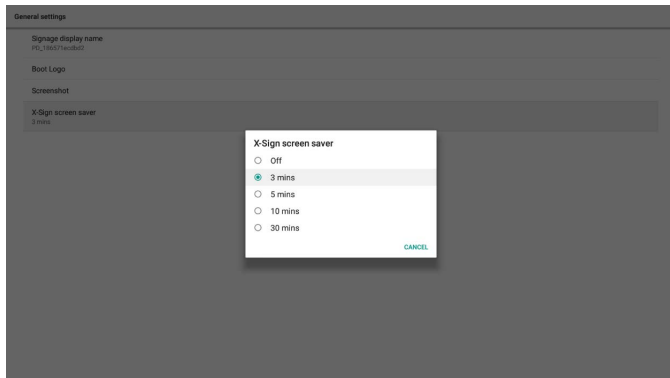 General settings
Signage display name
Boot Logo
Screenshot
X-Sign screen saver
3 mins
X-Sign screen saver
Off
3 mins
5 mins
10 mins
30 mins
CANCEL